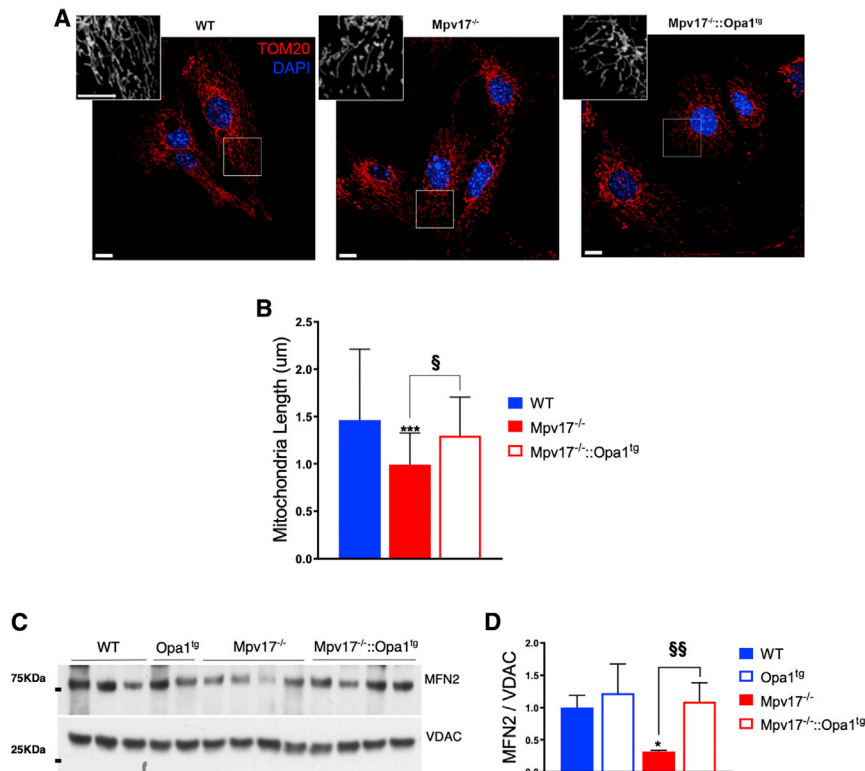 A
WT
Mpv17-/-
Mpv17-/-::Opa1tg
TOM20
DAPI
B
Mitochondria Length (um)
2.5
2.0
1.5
1.0
0.5
0.0
***
§
WT
Mpv17-/-
Mpv17-/-::Opa1tg
C
WT
Opa1tg
Mpv17-/-
Mpv17-/-::Opa1tg
75KDa
MFN2
25KDa
VDAC
D
MFN2 / VDAC
2.0
1.5
1.0
0.5
0.0
*
§§
WT
Opa1tg
Mpv17-/-
Mpv17-/-::Opa1tg